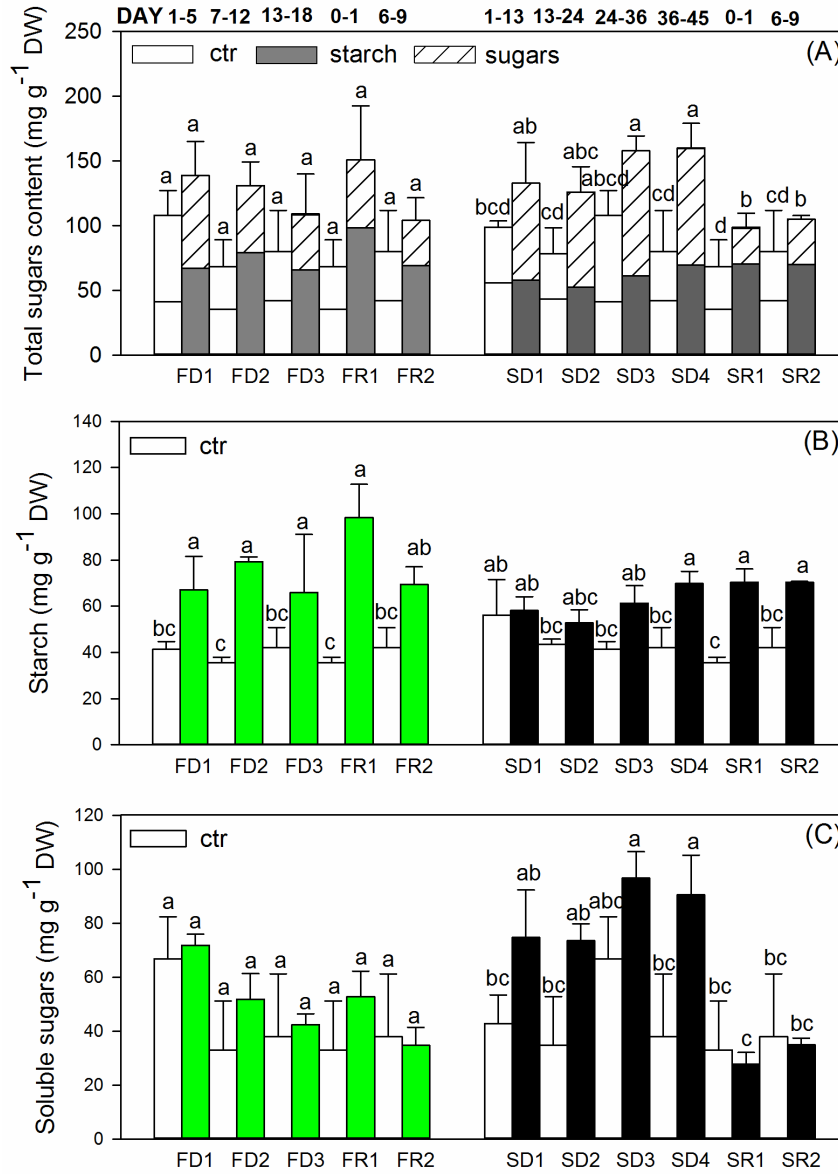 DAY 1-5 7-12 13-18 0-1 6-9 1-13 13-24 24-36 36-45 0-1 6-9
250
(A)
ctr starch sugars
200
a a a a a a a a a a
ab abc a a b b
bcd cd abcd cd d cd
150
100
50
0
Total sugars content (mg g-1 DW)
FD1 FD2 FD3 FR1 FR2 SD1 SD2 SD3 SD4 SR1 SR2
140
(B)
ctr
120
100
80
60
40
20
0
bc a c a bc a c a bc ab
ab ab bc abc bc ab bc a c a bc a
Starch (mg g-1 DW)
FD1 FD2 FD3 FR1 FR2 SD1 SD2 SD3 SD4 SR1 SR2
120
(C)
ctr
100
80
60
40
20
0
a a a a a a a a a a
bc ab bc ab abc a bc a bc c bc bc
Soluble sugars (mg g-1 DW)
FD1 FD2 FD3 FR1 FR2 SD1 SD2 SD3 SD4 SR1 SR2